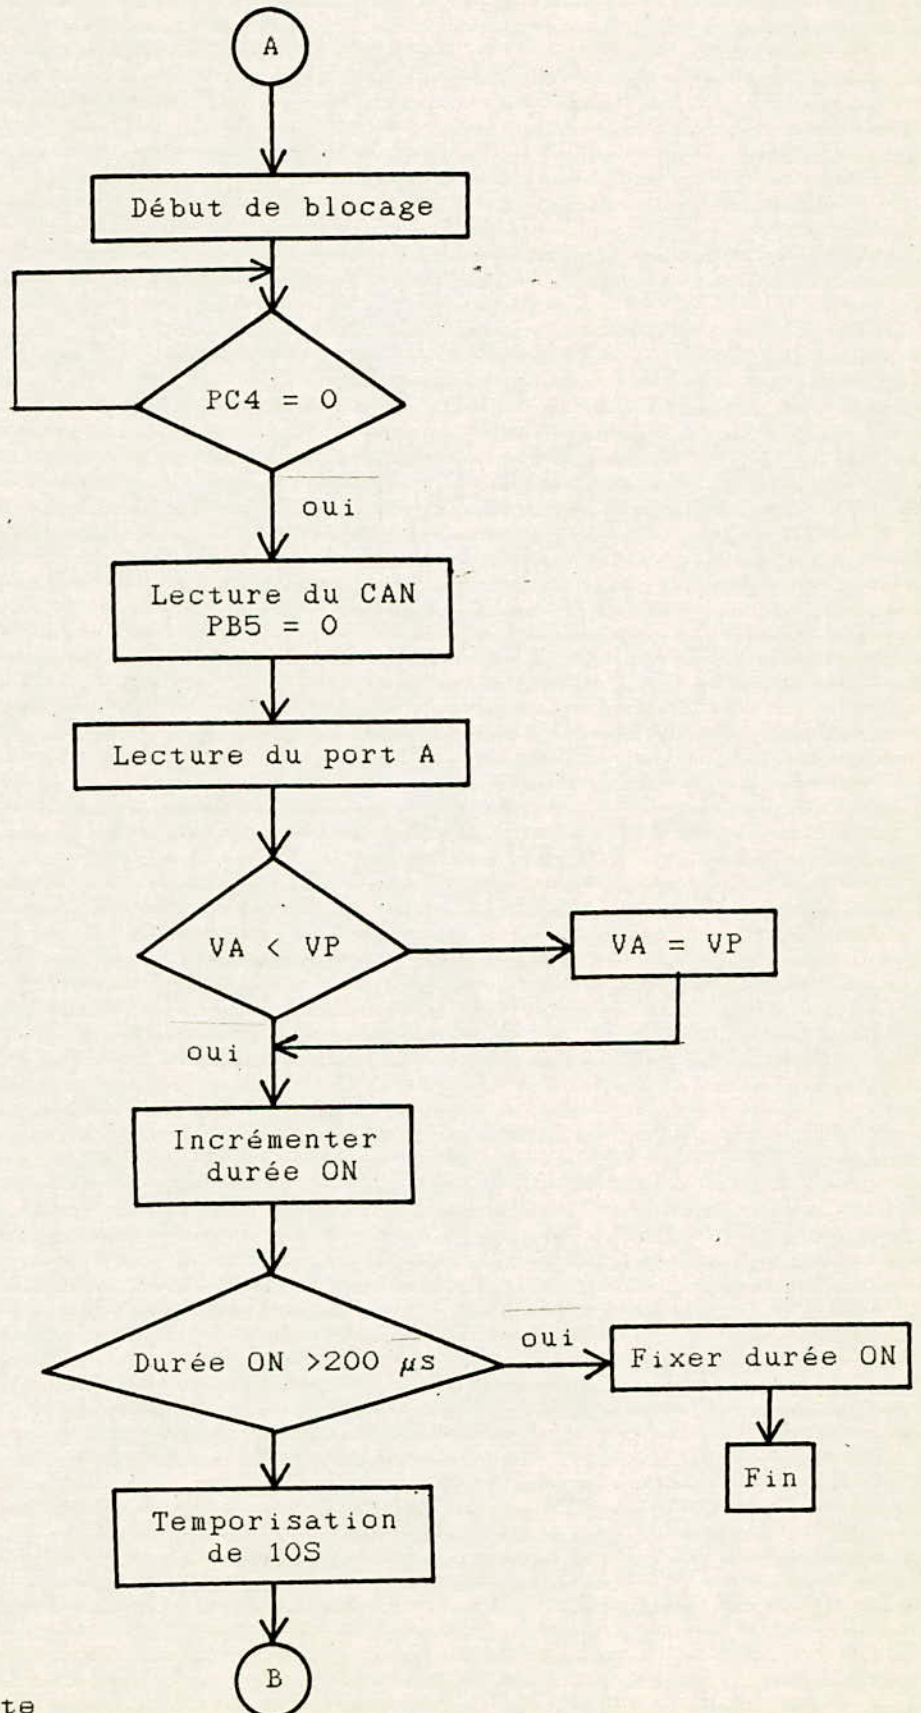 A
Début de blocage
PC4 = 0
oui
Lecture du CAN
PB5 = 0
Lecture du port A
VA < VP
VA = VP
oui
Incrémenter
durée ON
Durée ON >200 μs
oui
Fixer durée ON
Fin
Temporisation
de 10S
B
te